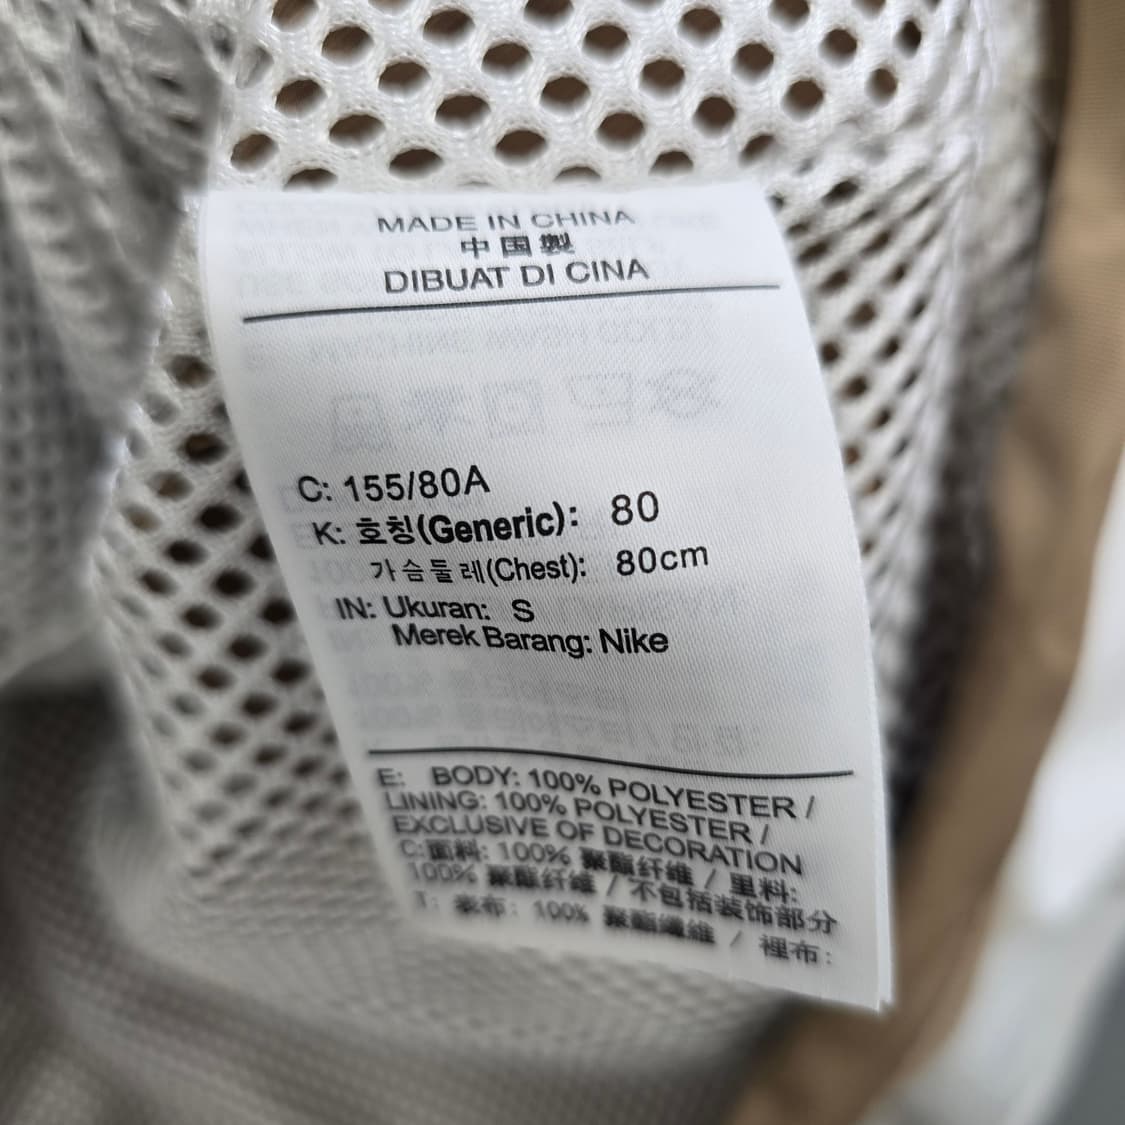 MADE IN CHINA
中国製
DIBUAT DI CINA
C: 155/80A
K: 호칭(Generic): 80
가슴둘레(Chest): 80cm
IN: Ukuran: S
Merek Barang: Nike
E: BODY: 100% POLYESTER /
LINING: 100% POLYESTER /
EXCLUSIVE OF DECORATION
C:面料: 100% 聚酯纤维 / 里料:
100% 聚酯纤维 / 不包括装饰部分
T: 表布: 100% 聚酯纖維 / 裡布: